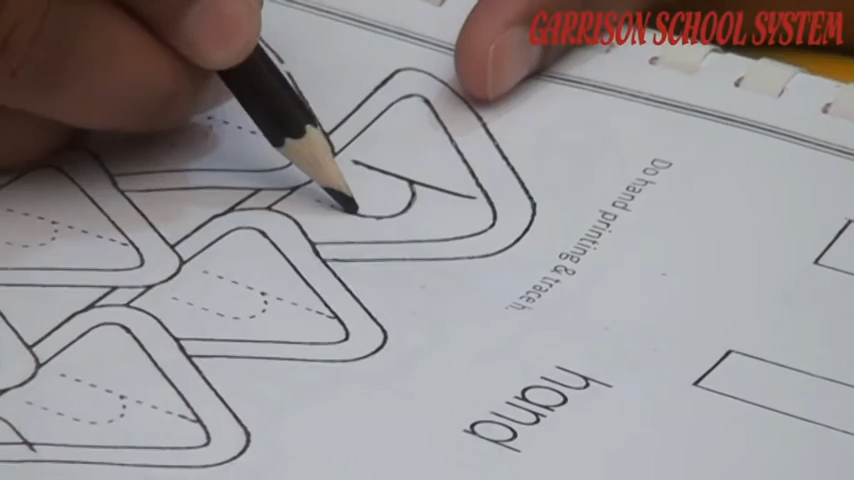 GARRISON SCHOOL SYSTEM
Do hand printing & trace h.
hand